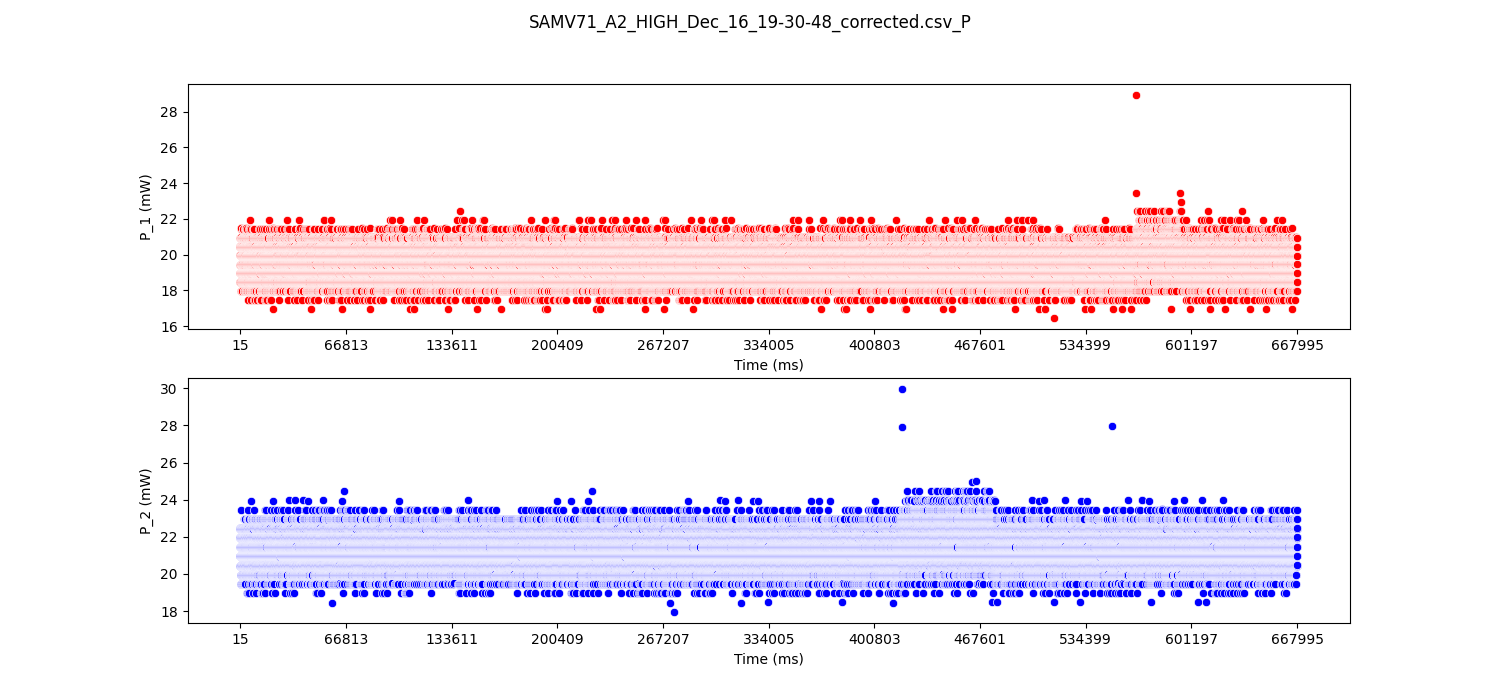 SAMV71_A2_HIGH_Dec_16_19-30-48_corrected.csv_P
P_1 (mW)
28
26
24
22
20
18
16
15 66813 133611 200409 267207 334005 400803 467601 534399 601197 667995
Time (ms)
P_2 (mW)
30
28
26
24
22
20
18
15 66813 133611 200409 267207 334005 400803 467601 534399 601197 667995
Time (ms)